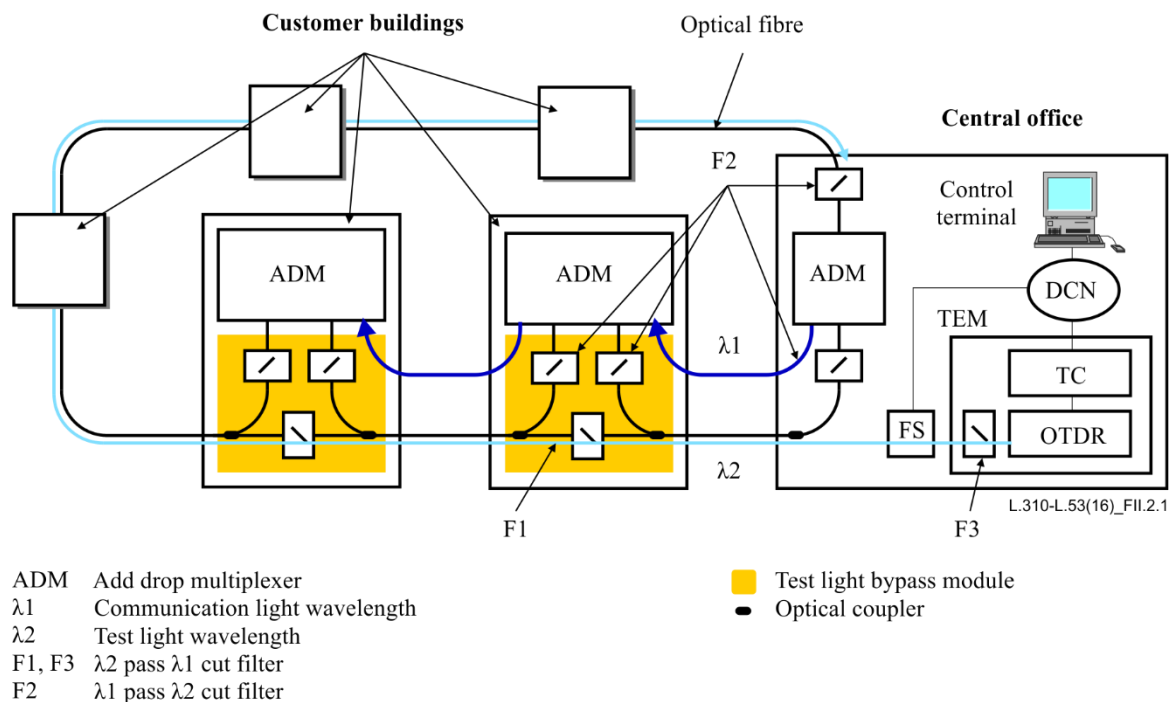 Customer buildings
Optical fibre
Central office
F2
Control
terminal
ADM
ADM
ADM
DCN
TEM
λ1
TC
FS
OTDR
λ2
F1
F3
L.310-L.53(16)_FII.2.1
ADM Add drop multiplexer
λ1 Communication light wavelength
λ2 Test light wavelength
F1, F3 λ2 pass λ1 cut filter
F2 λ1 pass λ2 cut filter
Test light bypass module
Optical coupler